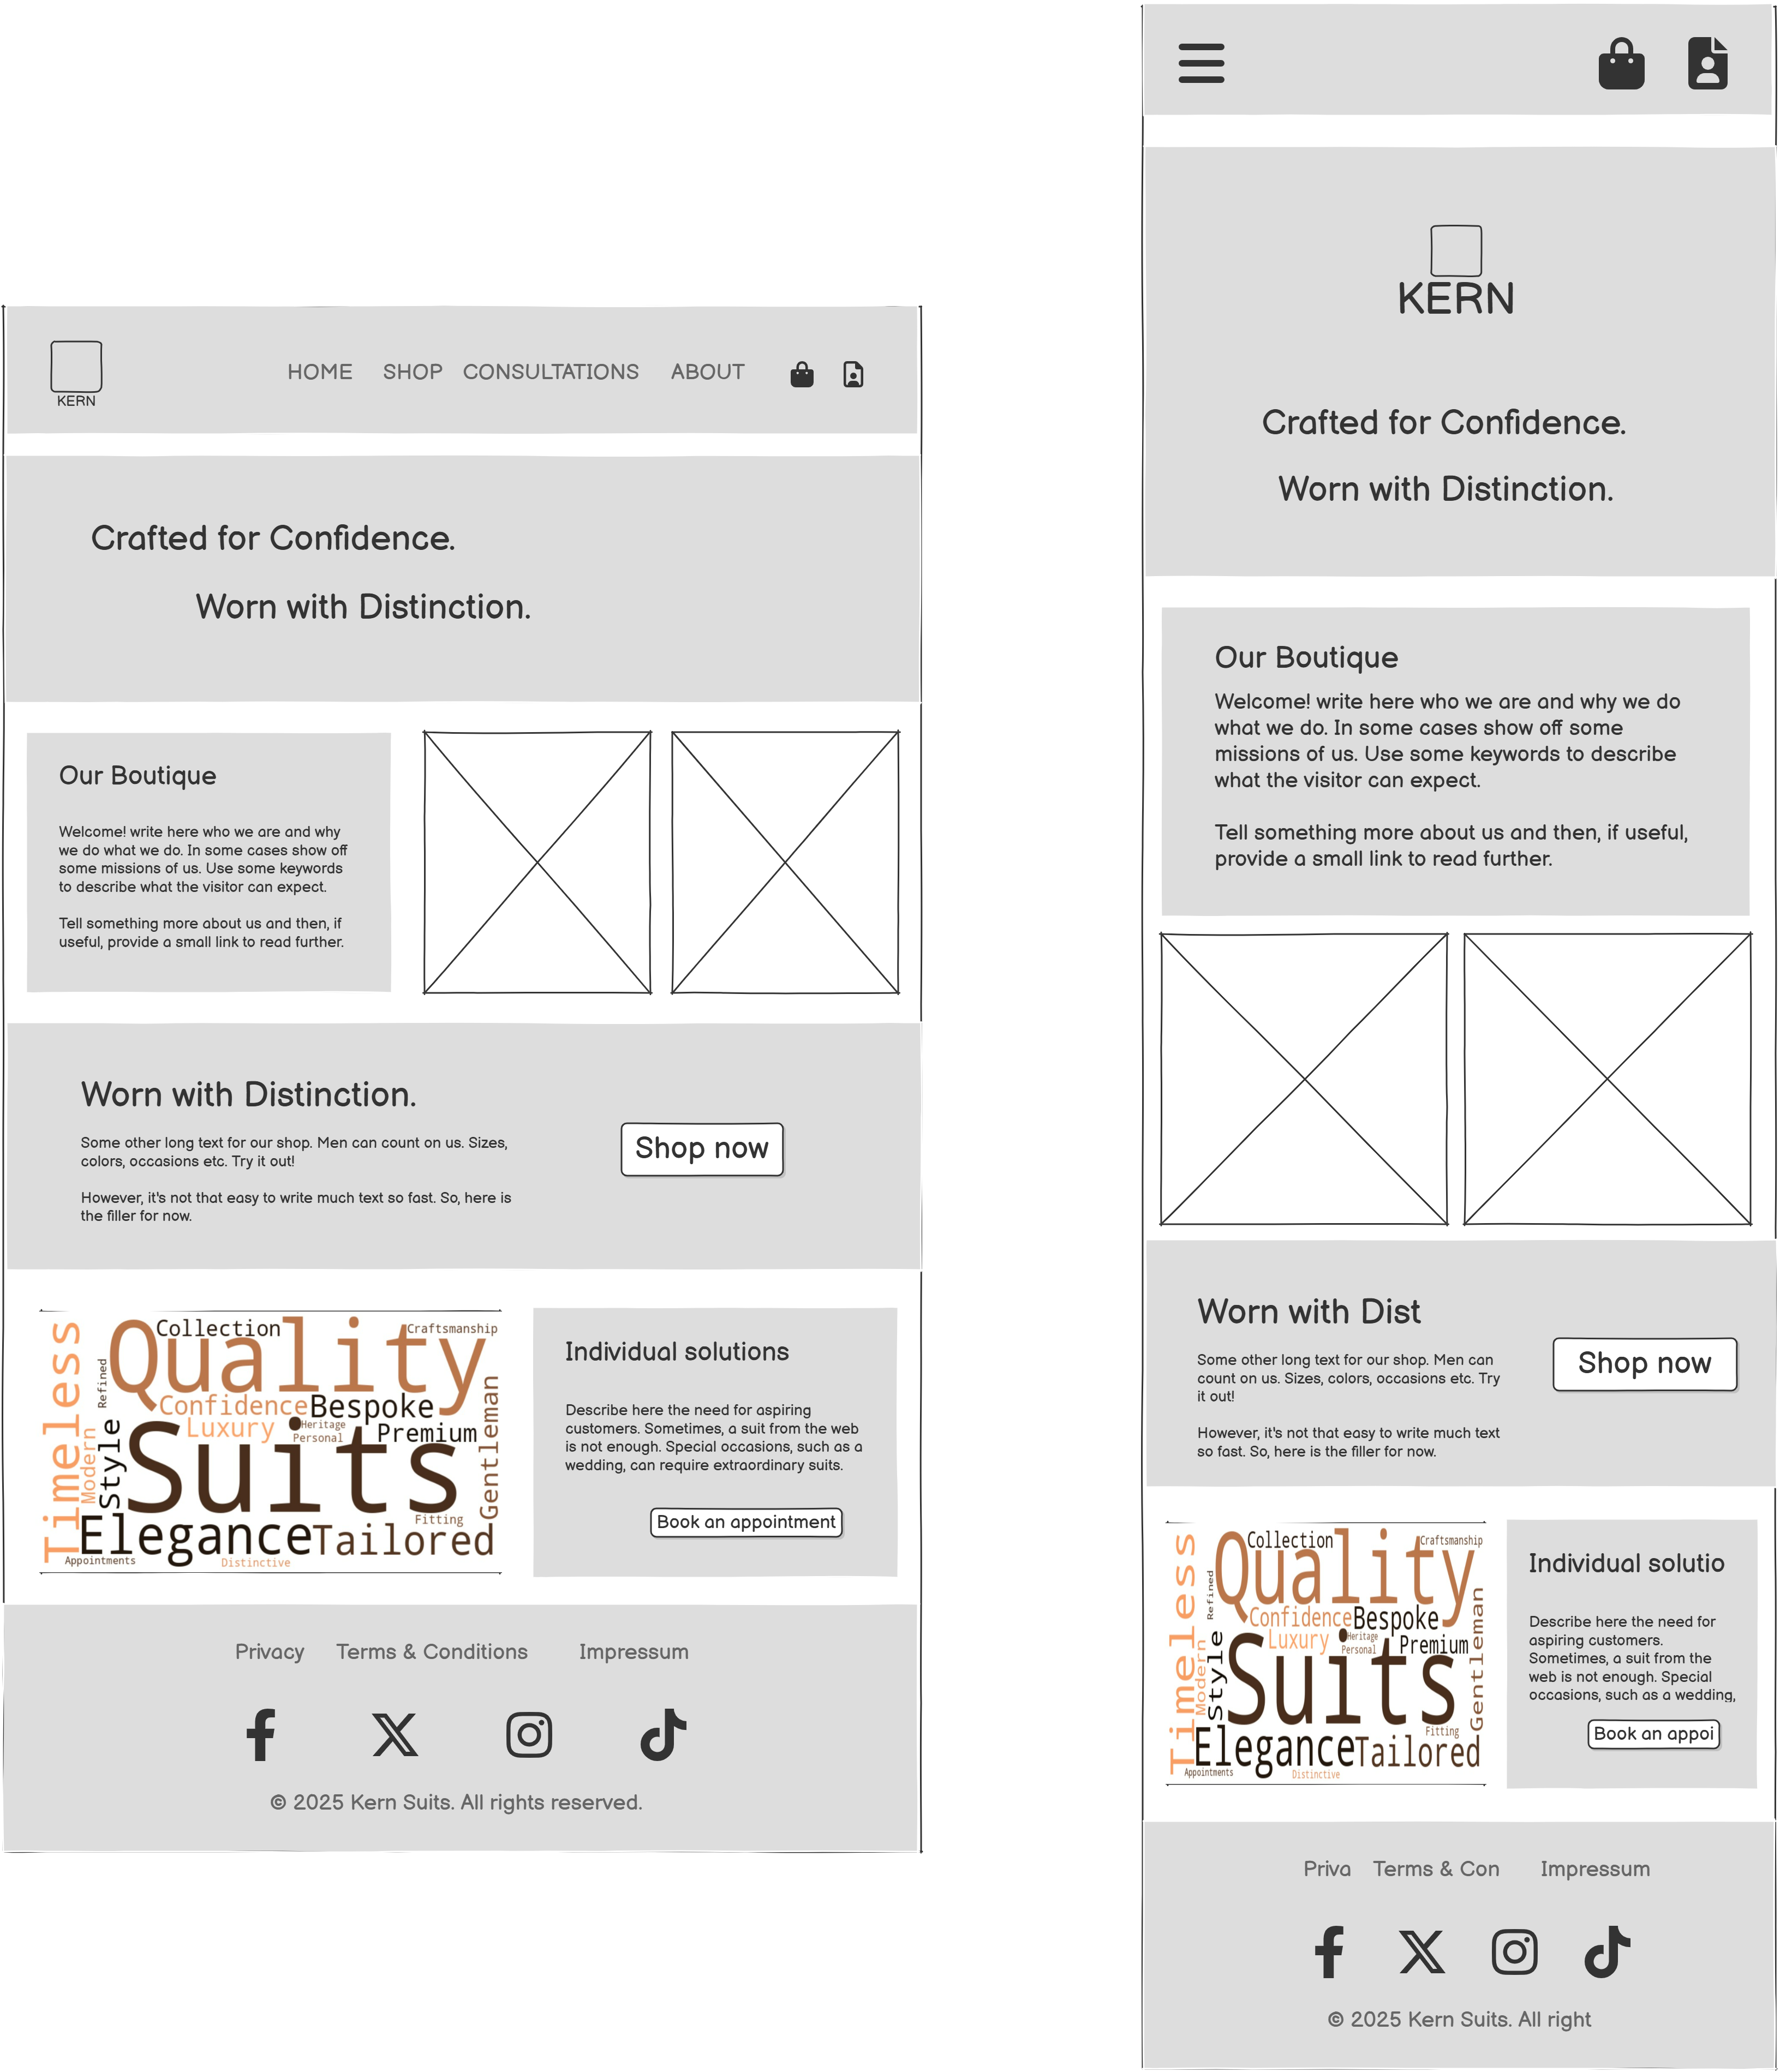 KERN
HOME SHOP CONSULTATIONS ABOUT
Crafted for Confidence.
Worn with Distinction.
Our Boutique
Welcome! write here who we are and why
we do what we do. In some cases show off
some missions of us. Use some keywords
to describe what the visitor can expect.
Tell something more about us and then, if
useful, provide a small link to read further.
Worn with Distinction.
Some other long text for our shop. Men can count on us. Sizes,
colors, occasions etc. Try it out!
However, it's not that easy to write much text so fast. So, here is
the filler for now.
Shop now
Timeless
Refined
Collection
Craftsmanship
Quality
Confidence
Bespoke
Luxury
Heritage
Personal
Premium
Modern
Style
Suits
Gentleman
Fitting
Elegance
Tailored
Appointments
Distinctive
Individual solutions
Describe here the need for aspiring
customers. Sometimes, a suit from the web
is not enough. Special occasions, such as a
wedding, can require extraordinary suits.
Book an appointment
Privacy Terms & Conditions Impressum
© 2025 Kern Suits. All rights reserved.
KERN
Crafted for Confidence.
Worn with Distinction.
Our Boutique
Welcome! write here who we are and why we do
what we do. In some cases show off some
missions of us. Use some keywords to describe
what the visitor can expect.
Tell something more about us and then, if useful,
provide a small link to read further.
Worn with Dist
Some other long text for our shop. Men can
count on us. Sizes, colors, occasions etc. Try
it out!
However, it's not that easy to write much text
so fast. So, here is the filler for now.
Shop now
Timeless
Refined
Collection
Craftsmanship
Quality
Confidence
Bespoke
Luxury
Heritage
Personal
Premium
Modern
Style
Suits
Gentleman
Fitting
Elegance
Tailored
Appointments
Distinctive
Individual solutio
Describe here the need for
aspiring customers.
Sometimes, a suit from the
web is not enough. Special
occasions, such as a wedding,
Book an appoi
Priva Terms & Con Impressum
© 2025 Kern Suits. All right